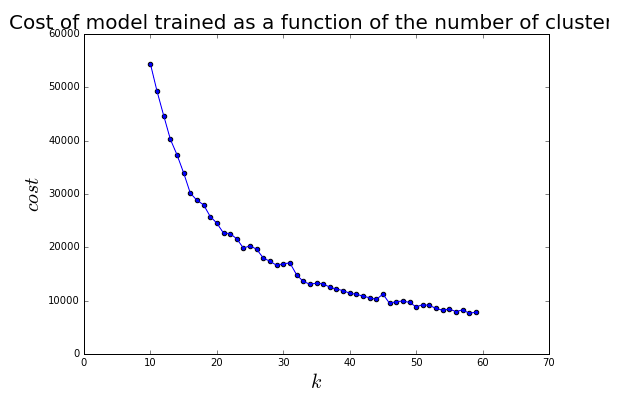 Cost of model trained as a function of the number of cluster
60000
50000
40000
30000
20000
10000
0
cost
0 10 20 30 40 50 60 70
k